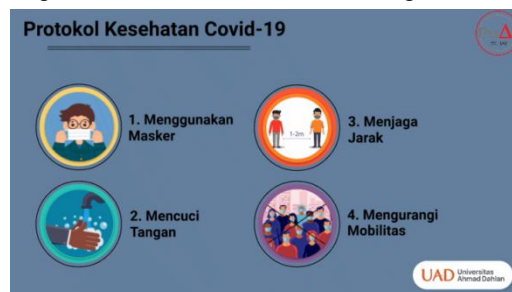 Protokol Kesehatan Covid-19
1. Menggunakan
Masker
2. Mencuci
Tangan
3. Menjaga
Jarak
1-2m
4. Mengurangi
Mobilitas
UAD Universitas
Ahmad Dahlan